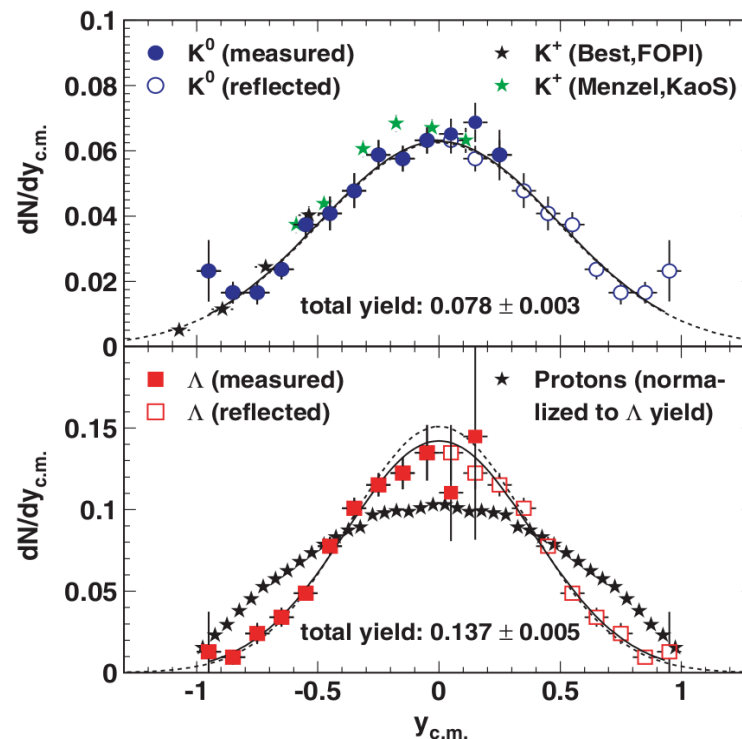 0.1
K⁰ (measured)
K⁰ (reflected)
K⁺ (Best,FOPI)
K⁺ (Menzel,KaoS)
0.08
0.06
0.04
0.02
0
dN/dy_c.m.
total yield: 0.078 ± 0.003
Λ (measured)
Λ (reflected)
Protons (norma-
lized to Λ yield)
0.15
0.1
0.05
0
dN/dy_c.m.
total yield: 0.137 ± 0.005
-1 -0.5 0 0.5 1
y_c.m.